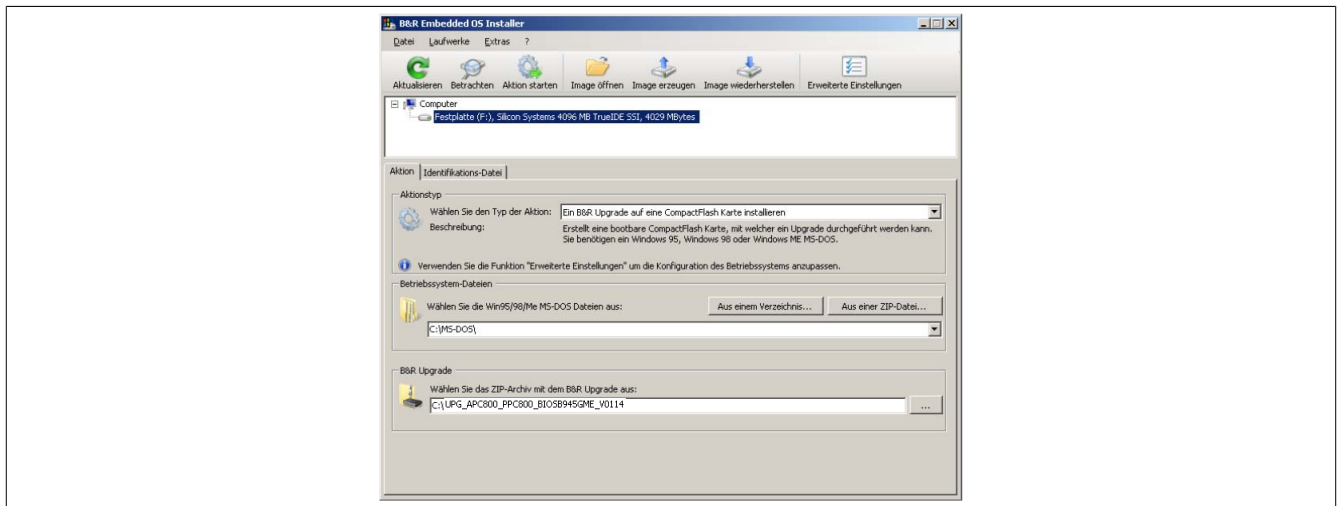 B&R Embedded OS Installer
Datei Laufwerke Extras ?
Aktualisieren Betrachten Aktion starten Image öffnen Image erzeugen Image wiederherstellen Erweiterte Einstellungen
Computer
Festplatte (F:), Silicon Systems 4096 MB TrueIDE SSI, 4029 MBytes
Aktion Identifikations-Datei
Aktionstyp
Wählen Sie den Typ der Aktion: Ein B&R Upgrade auf eine CompactFlash Karte installieren
Beschreibung: Erstellt eine bootbare CompactFlash Karte, mit welcher ein Upgrade durchgeführt werden kann.
Sie benötigen ein Windows 95, Windows 98 oder Windows ME MS-DOS.
Verwenden Sie die Funktion "Erweiterte Einstellungen" um die Konfiguration des Betriebssystems anzupassen.
Betriebssystem-Dateien
Wählen Sie die Win95/98/Me MS-DOS Dateien aus: Aus einem Verzeichnis... Aus einer ZIP-Datei...
C:\MS-DOS\
B&R Upgrade
Wählen Sie das ZIP-Archiv mit dem B&R Upgrade aus:
C:\UPG_APC800_PPC800_BIOSB945GME_V0114 ...